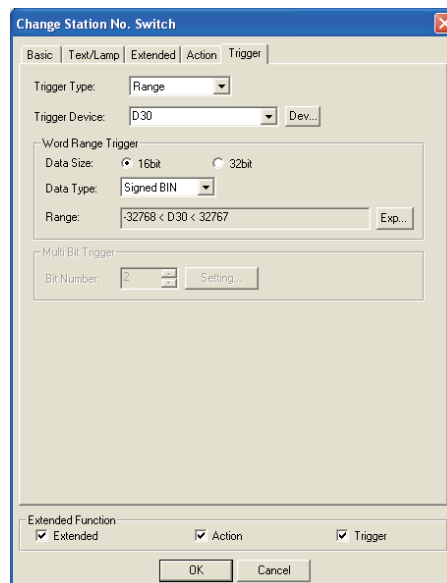 Change Station No. Switch
Basic Text/Lamp Extended Action Trigger
Trigger Type: Range
Trigger Device: D30 Dev...
Word Range Trigger
Data Size: 16bit 32bit
Data Type: Signed BIN
Range: -32768 < D30 < 32767 Exp...
Multi Bit Trigger
Bit Number: 2 Setting...
Extended Function
Extended Action Trigger
OK Cancel